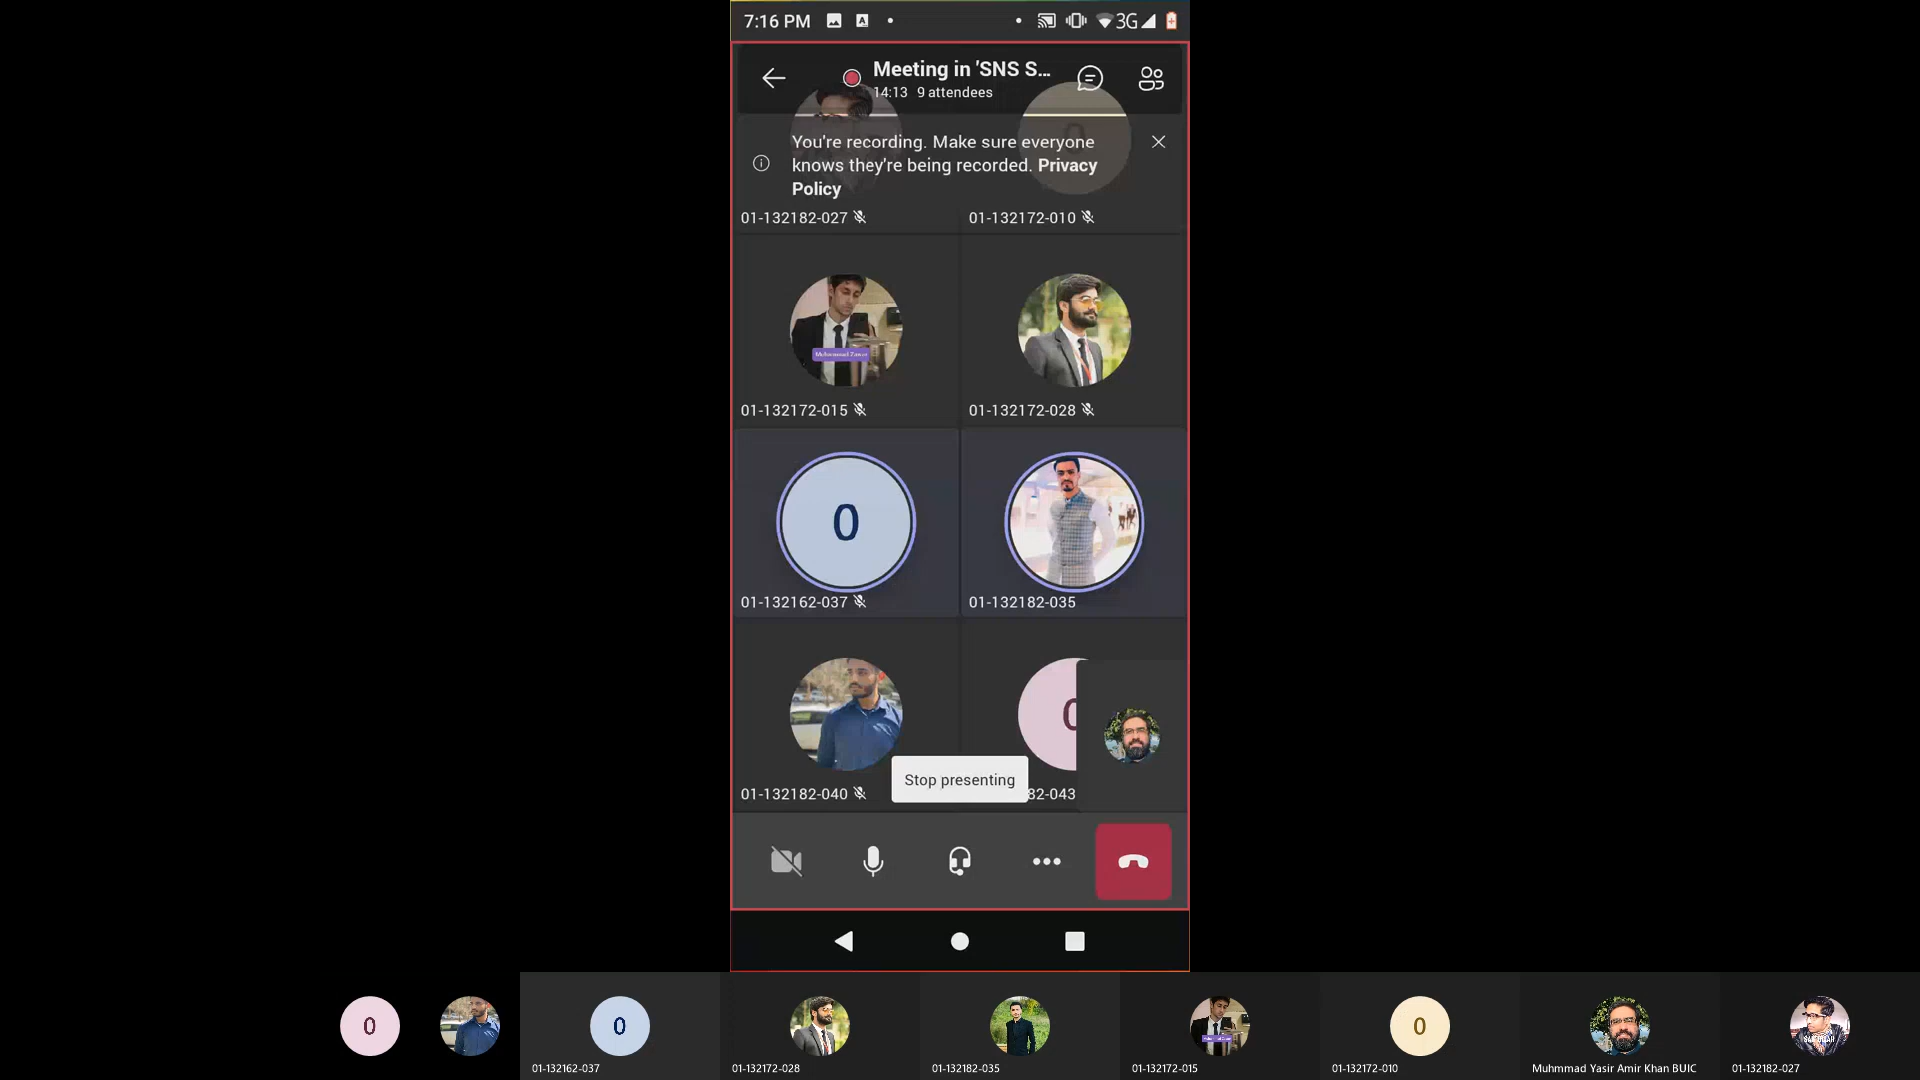 7:16 PM
3G
Meeting in 'SNS S...
14:13 9 attendees
You're recording. Make sure everyone
knows they're being recorded. Privacy
Policy
01-132182-027
01-132172-010
01-132172-015
01-132172-028
0
01-132162-037
01-132182-035
01-132182-040
82-043
Stop presenting
0
0
0
01-132162-037
01-132172-028
01-132182-035
01-132172-015
01-132172-010
Muhmmad Yasir Amir Khan BUIC
01-132182-027